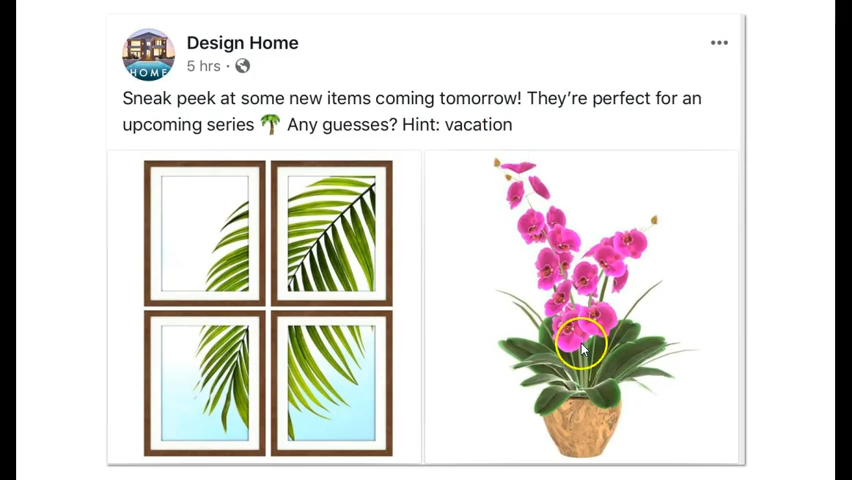 Design Home
5 hrs ·
Sneak peek at some new items coming tomorrow! They’re perfect for an
upcoming series 🌴 Any guesses? Hint: vacation
HOME